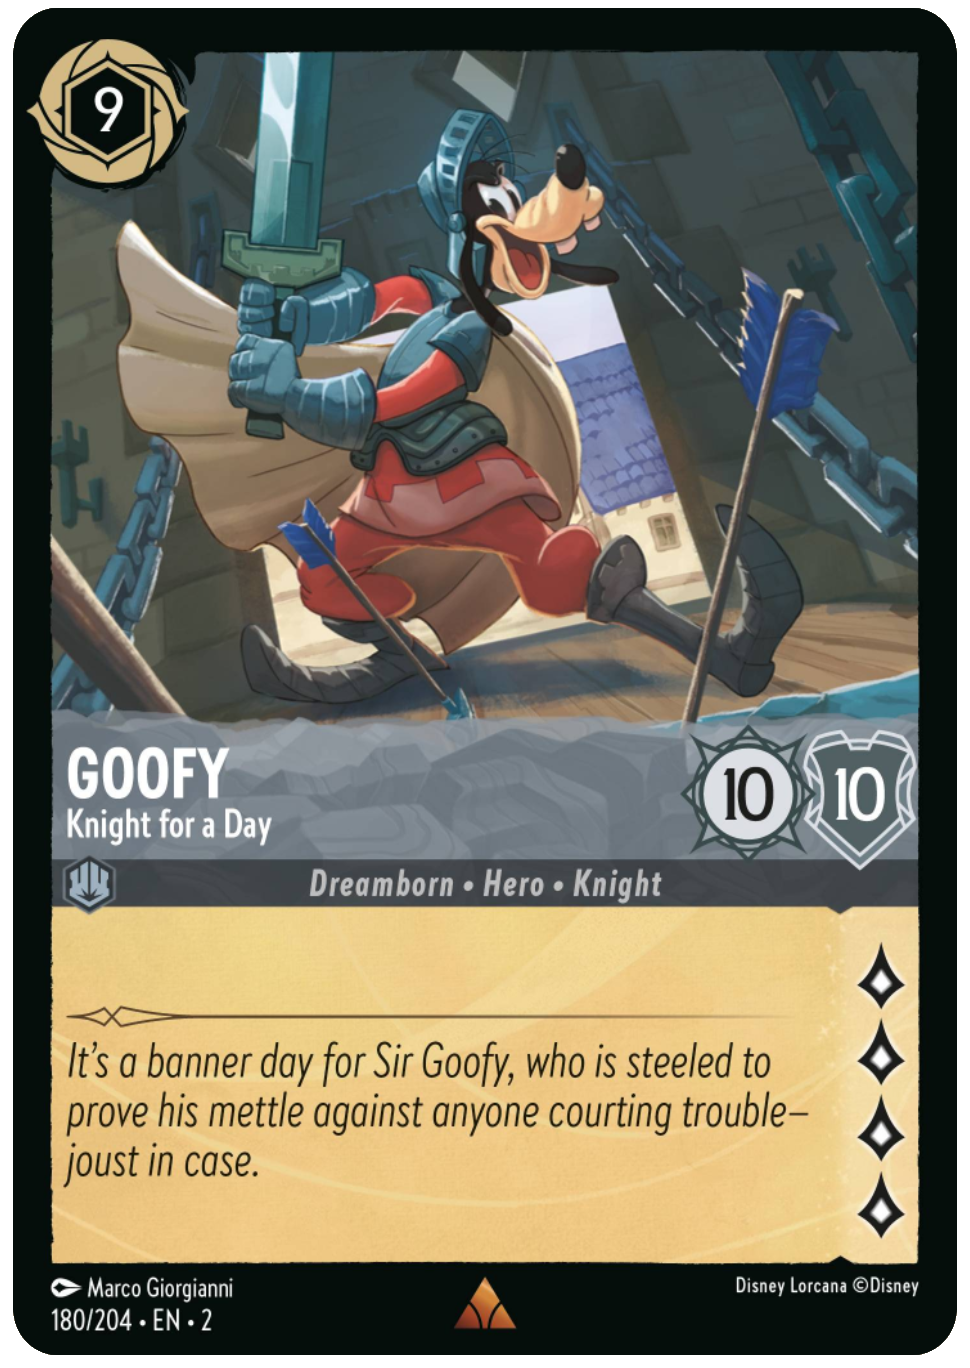 9
GOOFY
Knight for a Day
10
10
Dreamborn • Hero • Knight
It's a banner day for Sir Goofy, who is steeled to
prove his mettle against anyone courting trouble–
joust in case.
Marco Giorgianni
Disney Lorcana ©Disney
180/204 • EN • 2